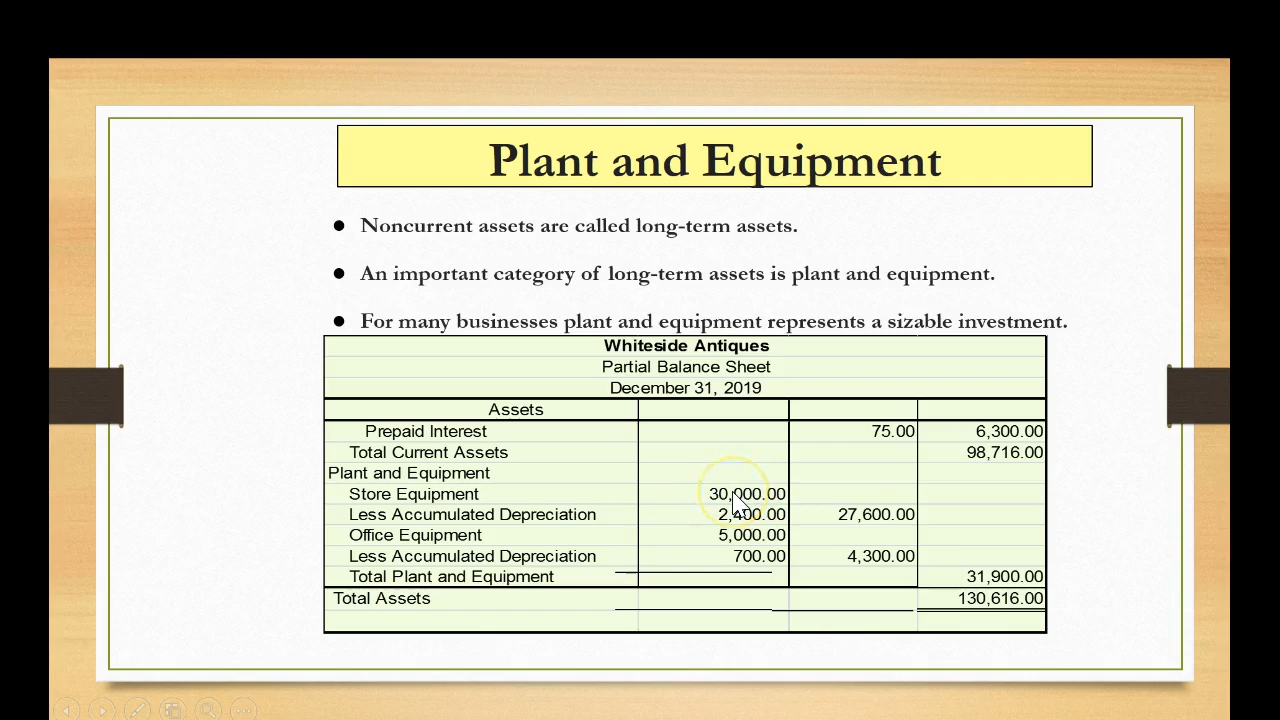 Plant and Equipment
● Noncurrent assets are called long-term assets.
● An important category of long-term assets is plant and equipment.
● For many businesses plant and equipment represents a sizable investment.
Whiteside Antiques
Partial Balance Sheet
December 31, 2019
Assets
Prepaid Interest 75.00 6,300.00
Total Current Assets 98,716.00
Plant and Equipment
Store Equipment 30,000.00
Less Accumulated Depreciation 2,400.00 27,600.00
Office Equipment 5,000.00
Less Accumulated Depreciation 700.00 4,300.00
Total Plant and Equipment 31,900.00
Total Assets 130,616.00